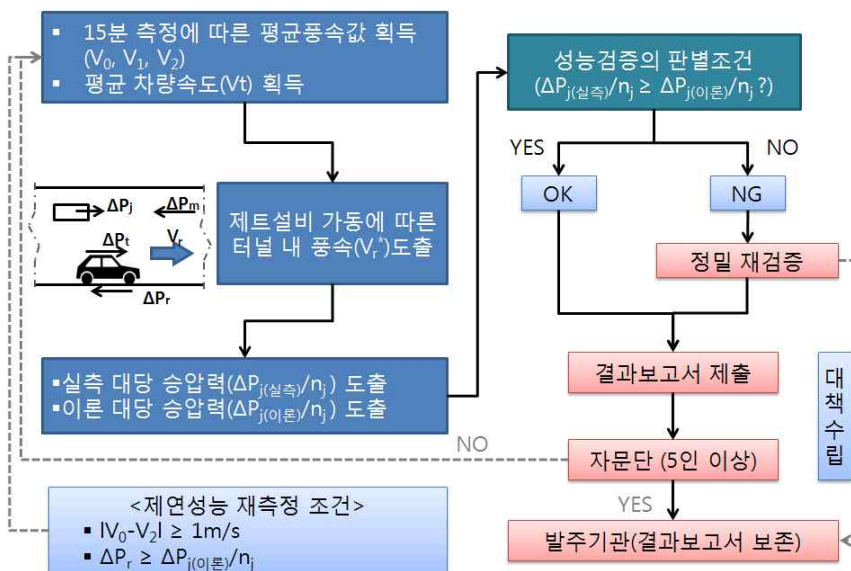 ▪ 15분 측정에 따른 평균풍속값 획득
(V₀, V₁, V₂)
▪ 평균 차량속도(Vt) 획득
ΔPⱼ
ΔPₘ
ΔPₜ
Vᵣ
ΔPᵣ
제트설비 가동에 따른
터널 내 풍속(Vᵣ*)도출
▪실측 대당 승압력(ΔPⱼ(실측)/nⱼ) 도출
▪이론 대당 승압력(ΔPⱼ(이론)/nⱼ) 도출
<제연성능 재측정 조건>
▪ lV₀-V₂l ≥ 1m/s
▪ ΔPᵣ ≥ ΔPⱼ(이론)/nⱼ
성능검증의 판별조건
(ΔPⱼ(실측)/nⱼ ≥ ΔPⱼ(이론)/nⱼ ?)
YES
NO
OK
NG
정밀 재검증
결과보고서 제출
대
책
수
립
NO
자문단 (5인 이상)
YES
발주기관(결과보고서 보존)